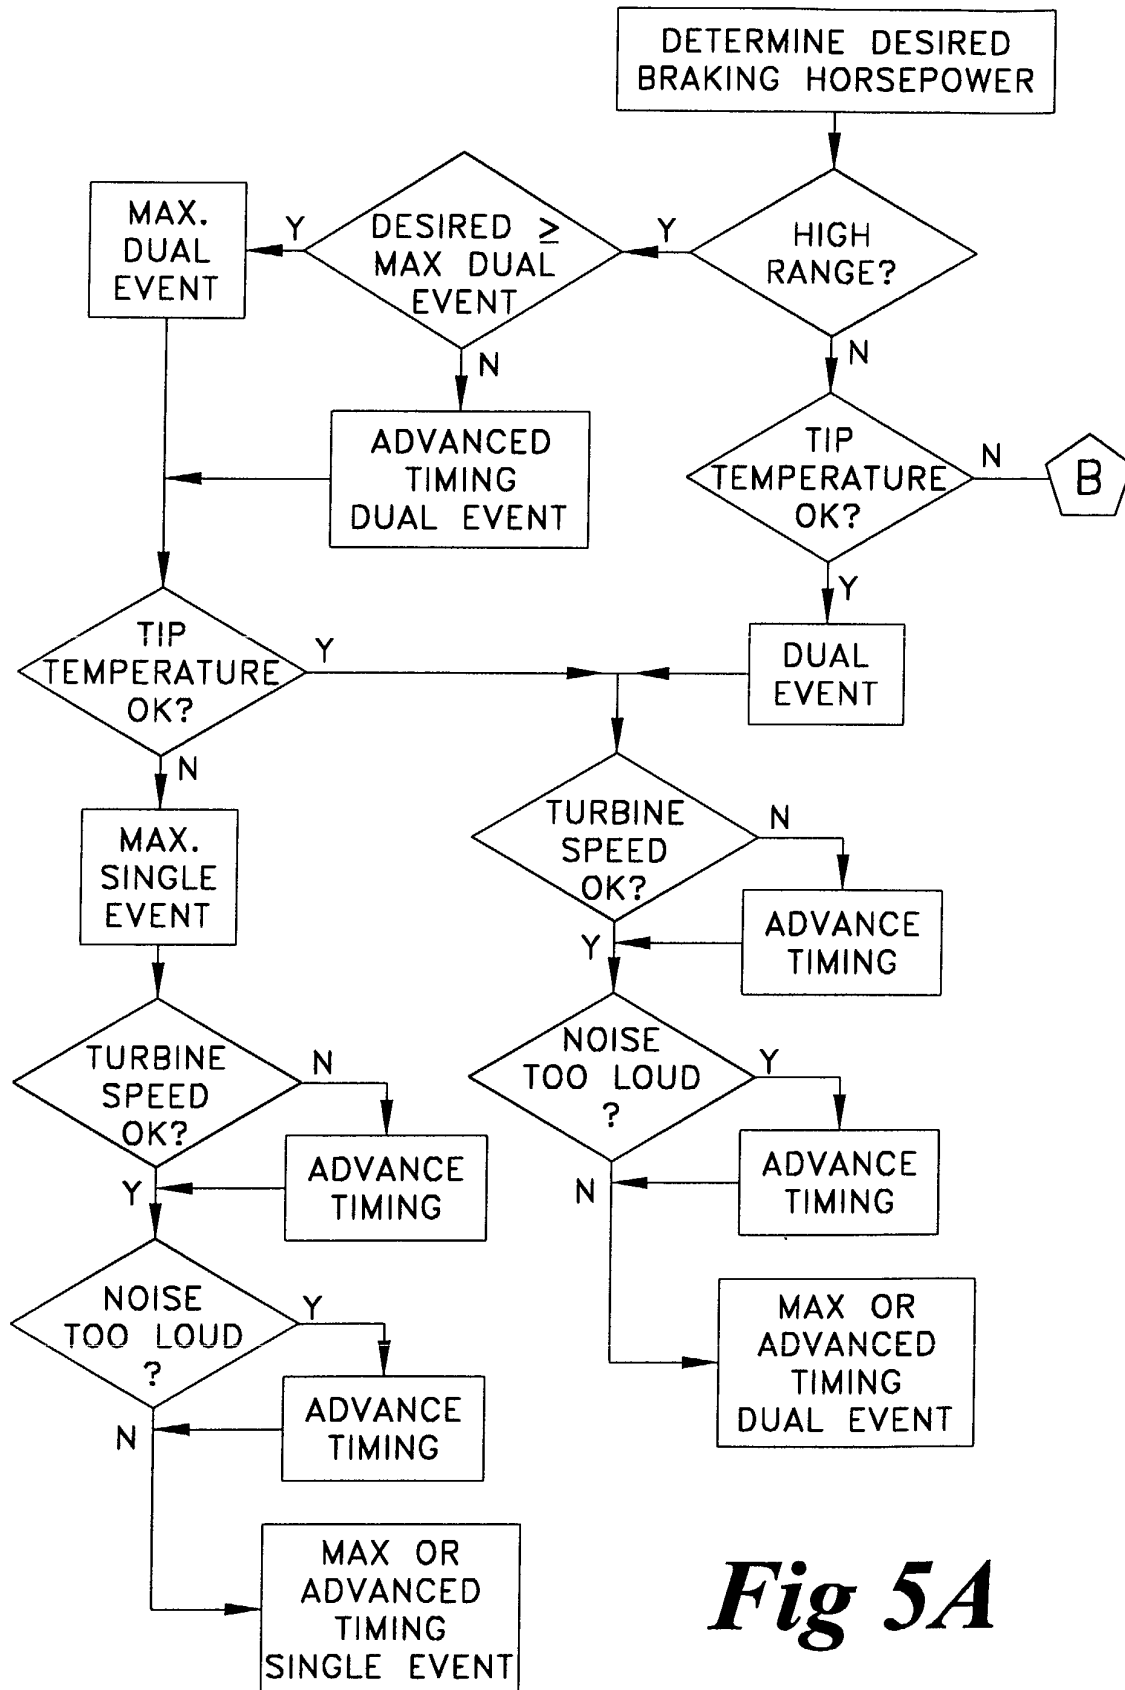 DETERMINE DESIRED
BRAKING HORSEPOWER
HIGH
RANGE?
Y
N
DESIRED ≥
MAX DUAL
EVENT
Y
N
MAX.
DUAL
EVENT
ADVANCED
TIMING
DUAL EVENT
TIP
TEMPERATURE
OK?
N
B
Y
DUAL
EVENT
TIP
TEMPERATURE
OK?
Y
N
MAX.
SINGLE
EVENT
TURBINE
SPEED
OK?
N
ADVANCE
TIMING
Y
NOISE
TOO LOUD
?
Y
ADVANCE
TIMING
N
MAX OR
ADVANCED
TIMING
DUAL EVENT
TURBINE
SPEED
OK?
N
ADVANCE
TIMING
Y
NOISE
TOO LOUD
?
Y
ADVANCE
TIMING
N
MAX OR
ADVANCED
TIMING
SINGLE EVENT
Fig 5A